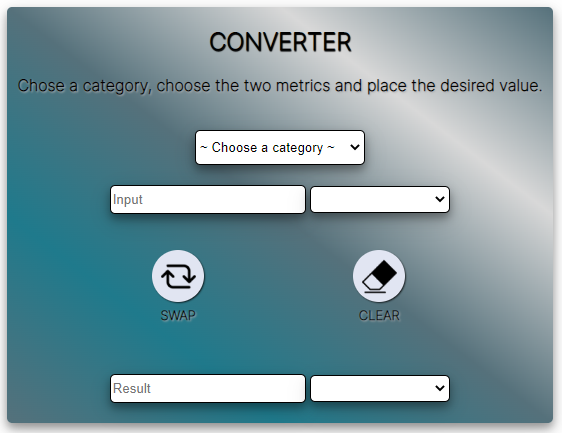 CONVERTER
Chose a category, choose the two metrics and place the desired value.
~ Choose a category ~
Input
SWAP
CLEAR
Result